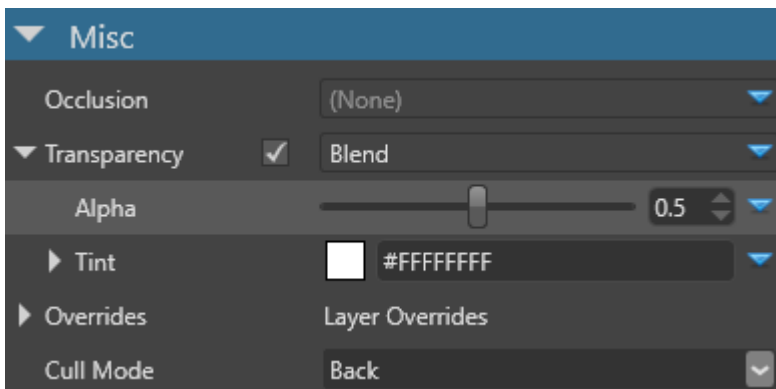 Misc
Occlusion (None)
Transparency Blend
Alpha 0.5
Tint #FFFFFFFF
Overrides Layer Overrides
Cull Mode Back